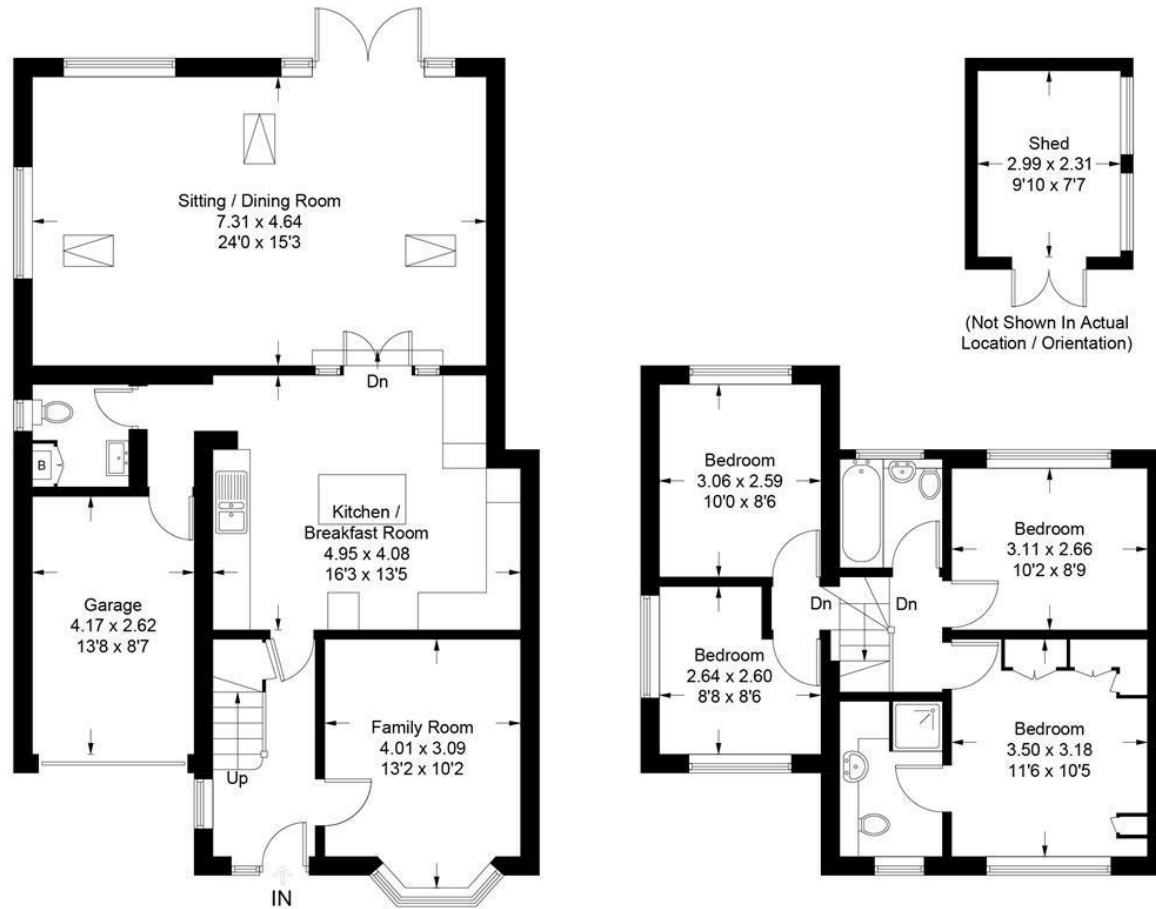 Sitting / Dining Room
7.31 x 4.64
24'0 x 15'3
Dn
B
Kitchen /
Breakfast Room
4.95 x 4.08
16'3 x 13'5
Garage
4.17 x 2.62
13'8 x 8'7
Up
Family Room
4.01 x 3.09
13'2 x 10'2
IN
Shed
2.99 x 2.31
9'10 x 7'7
(Not Shown In Actual
Location / Orientation)
Bedroom
3.06 x 2.59
10'0 x 8'6
Bedroom
3.11 x 2.66
10'2 x 8'9
Dn
Dn
Bedroom
2.64 x 2.60
8'8 x 8'6
Bedroom
3.50 x 3.18
11'6 x 10'5